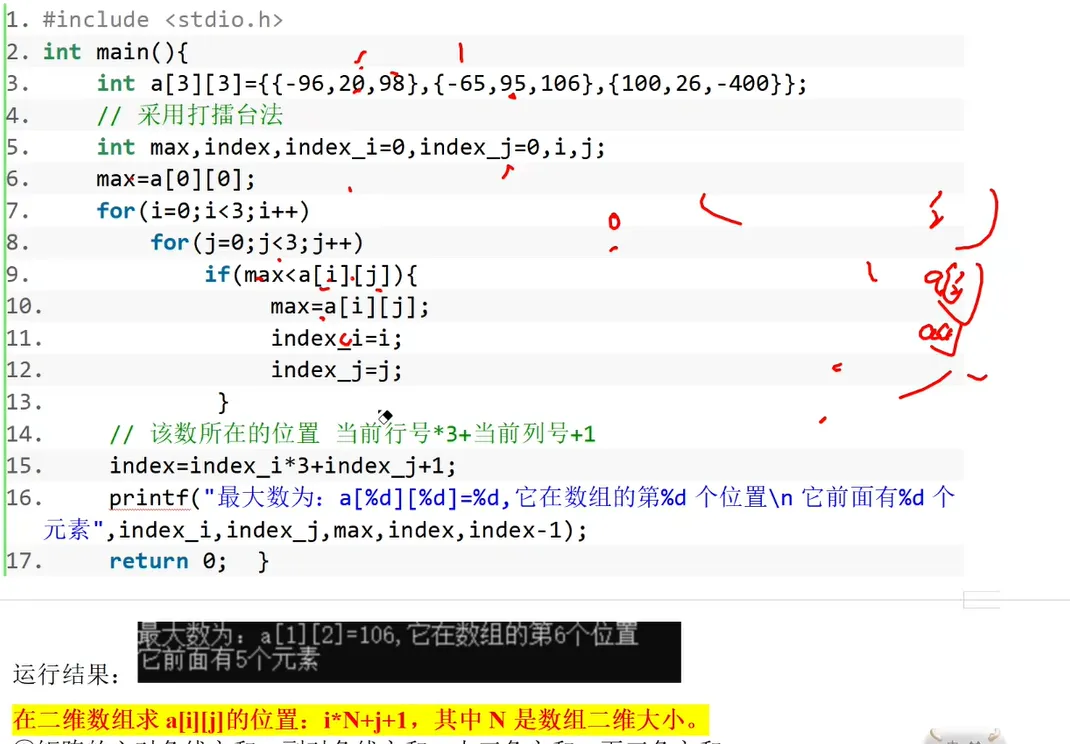 1. #include <stdio.h>
2. int main(){
3. int a[3][3]={{-96,20,98},{-65,95,106},{100,26,-400}};
4. // 采用打擂台法
5. int max,index,index_i=0,index_j=0,i,j;
6. max=a[0][0];
7. for(i=0;i<3;i++)
8. for(j=0;j<3;j++)
9. if(max<a[i][j]){
10. max=a[i][j];
11. index_i=i;
12. index_j=j;
13. }
14. // 该数所在的位置 当前行号*3+当前列号+1
15. index=index_i*3+index_j+1;
16. printf("最大数为：a[%d][%d]=%d,它在数组的第%d 个位置\n 它前面有%d 个
元素",index_i,index_j,max,index,index-1);
17. return 0; }
最大数为：a[1][2]=106,它在数组的第6个位置
它前面有5个元素
运行结果：
在二维数组求 a[i][j]的位置：i*N+j+1，其中 N 是数组二维大小。